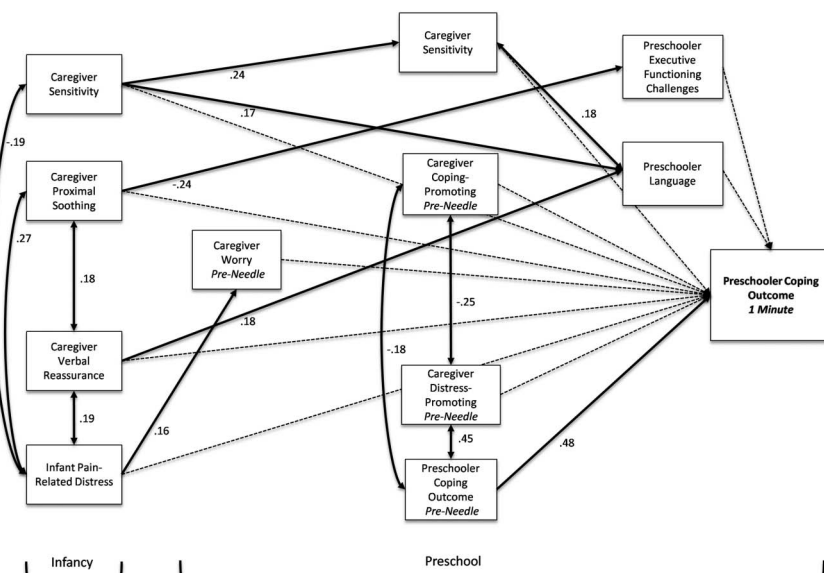 Caregiver
Sensitivity
Caregiver
Sensitivity
Preschooler
Executive
Functioning
Challenges
.24
.17
.18
-.19
Caregiver
Proximal
Soothing
-.24
Caregiver
Coping-
Promoting
Pre-Needle
Preschooler
Language
.27
.18
Caregiver
Worry
Pre-Needle
Preschooler Coping
Outcome
1 Minute
-.25
.18
-.18
Caregiver
Verbal
Reassurance
.19
.16
Caregiver
Distress-
Promoting
Pre-Needle
.45
.48
Infant Pain-
Related Distress
Preschooler
Coping
Outcome
Pre-Needle
Infancy
Preschool